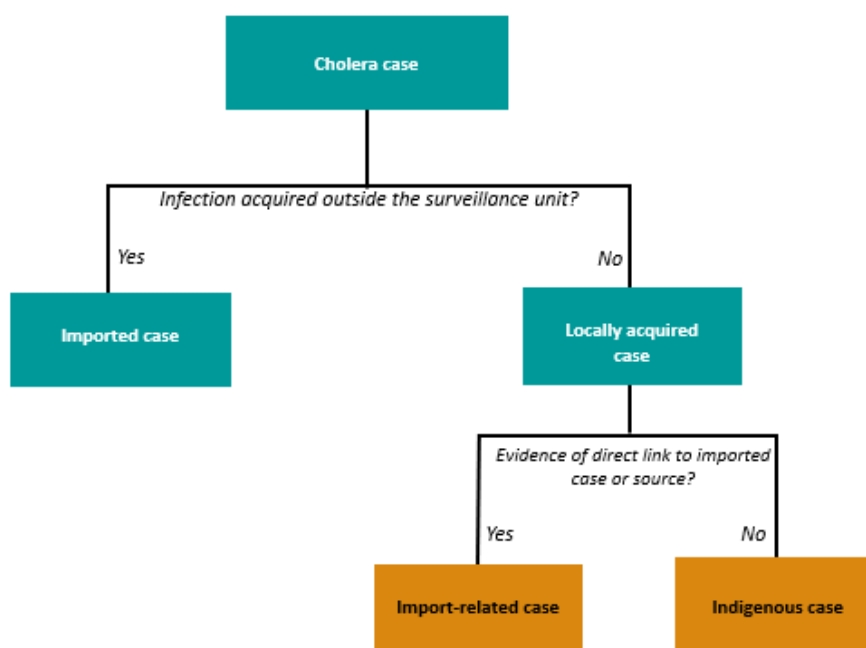 Cholera case
Infection acquired outside the surveillance unit?
Yes
No
Imported case
Locally acquired
case
Evidence of direct link to imported
case or source?
Yes
No
Import-related case
Indigenous case